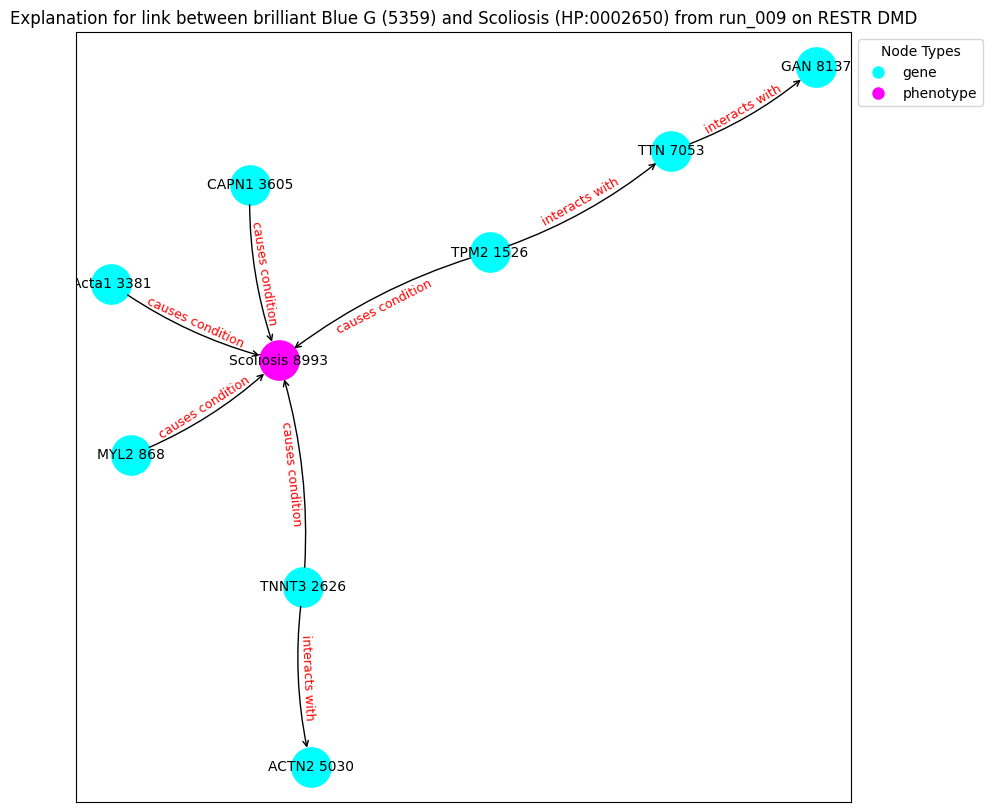 Explanation for link between brilliant Blue G (5359) and Scoliosis (HP:0002650) from run_009 on RESTR DMD
Node Types
gene
phenotype
GAN 8137
interacts with
TTN 7053
CAPN1 3605
interacts with
TPM2 1526
causes condition
Acta1 3381
causes condition
causes condition
Scoliosis 8993
causes condition
MYL2 868
causes condition
TNNT3 2626
interacts with
ACTN2 5030